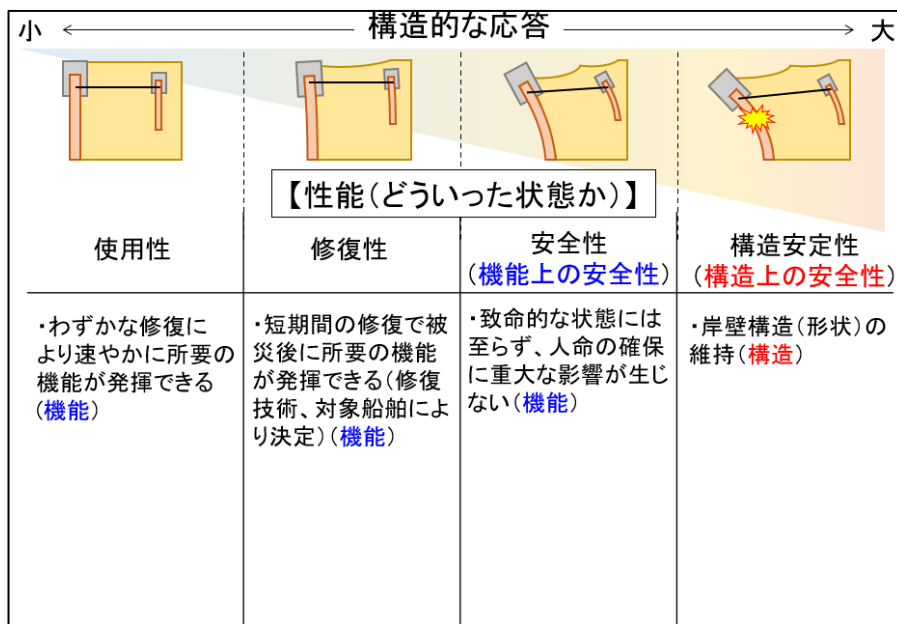 小 構造的な応答 大
【性能(どういった状態か)】
使用性
修復性
安全性
(機能上の安全性)
構造安定性
(構造上の安全性)
・わずかな修復に
より速やかに所要の
機能が発揮できる
(機能)
・短期間の修復で被
災後に所要の機能
が発揮できる(修復
技術、対象船舶によ
り決定)(機能)
・致命的な状態には
至らず、人命の確保
に重大な影響が生じ
ない(機能)
・岸壁構造(形状)の
維持(構造)